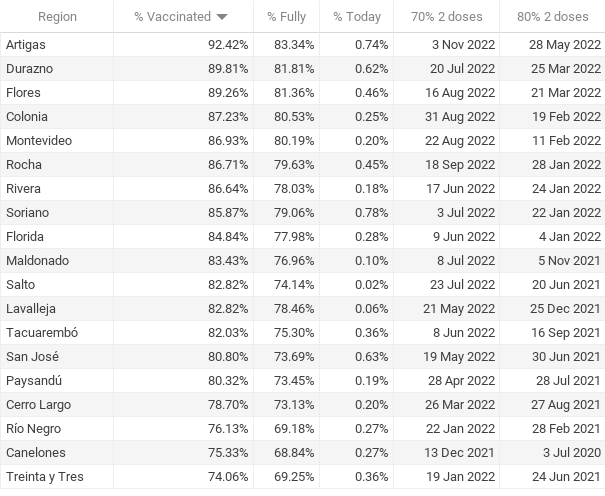 Region % Vaccinated % Fully % Today 70% 2 doses 80% 2 doses
Artigas 92.42% 83.34% 0.74% 3 Nov 2022 28 May 2022
Durazno 89.81% 81.81% 0.62% 20 Jul 2022 25 Mar 2022
Flores 89.26% 81.36% 0.46% 16 Aug 2022 21 Mar 2022
Colonia 87.23% 80.53% 0.25% 31 Aug 2022 19 Feb 2022
Montevideo 86.93% 80.19% 0.20% 22 Aug 2022 11 Feb 2022
Rocha 86.71% 79.63% 0.45% 18 Sep 2022 28 Jan 2022
Rivera 86.64% 78.03% 0.18% 17 Jun 2022 24 Jan 2022
Soriano 85.87% 79.06% 0.78% 3 Jul 2022 22 Jan 2022
Florida 84.84% 77.98% 0.28% 9 Jun 2022 4 Jan 2022
Maldonado 83.43% 76.96% 0.10% 8 Jul 2022 5 Nov 2021
Salto 82.82% 74.14% 0.02% 23 Jul 2022 20 Jun 2021
Lavalleja 82.82% 78.46% 0.06% 21 May 2022 25 Dec 2021
Tacuarembó 82.03% 75.30% 0.36% 8 Jun 2022 16 Sep 2021
San José 80.80% 73.69% 0.63% 19 May 2022 30 Jun 2021
Paysandú 80.32% 73.45% 0.19% 28 Apr 2022 28 Jul 2021
Cerro Largo 78.70% 73.13% 0.20% 26 Mar 2022 27 Aug 2021
Río Negro 76.13% 69.18% 0.27% 22 Jan 2022 28 Feb 2021
Canelones 75.33% 68.84% 0.27% 13 Dec 2021 3 Jul 2020
Treinta y Tres 74.06% 69.25% 0.36% 19 Jan 2022 24 Jun 2021